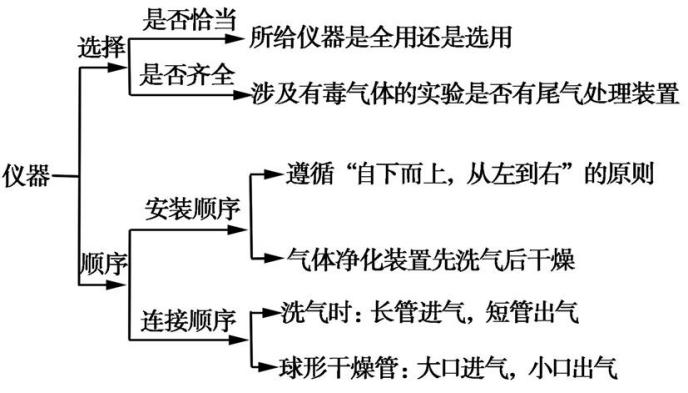 是否恰当
所给仪器是全用还是选用
选择
是否齐全
涉及有毒气体的实验是否有尾气处理装置
仪器
遵循“自下而上，从左到右”的原则
安装顺序
顺序
气体净化装置先洗气后干燥
连接顺序
洗气时：长管进气，短管出气
球形干燥管：大口进气，小口出气